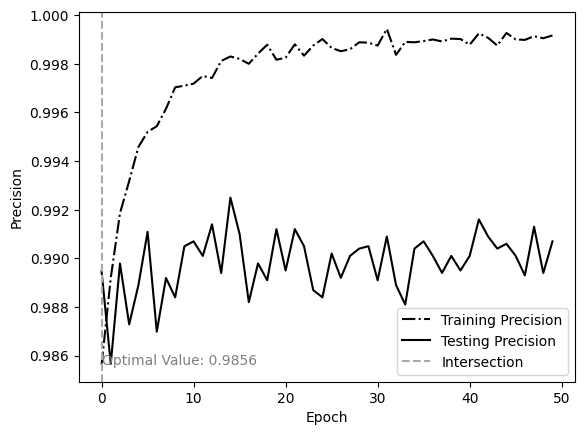 1.000
0.998
0.996
0.994
0.992
0.990
0.988
0.986
Precision
Optimal Value: 0.9856
Training Precision
Testing Precision
Intersection
0
10
20
30
40
50
Epoch